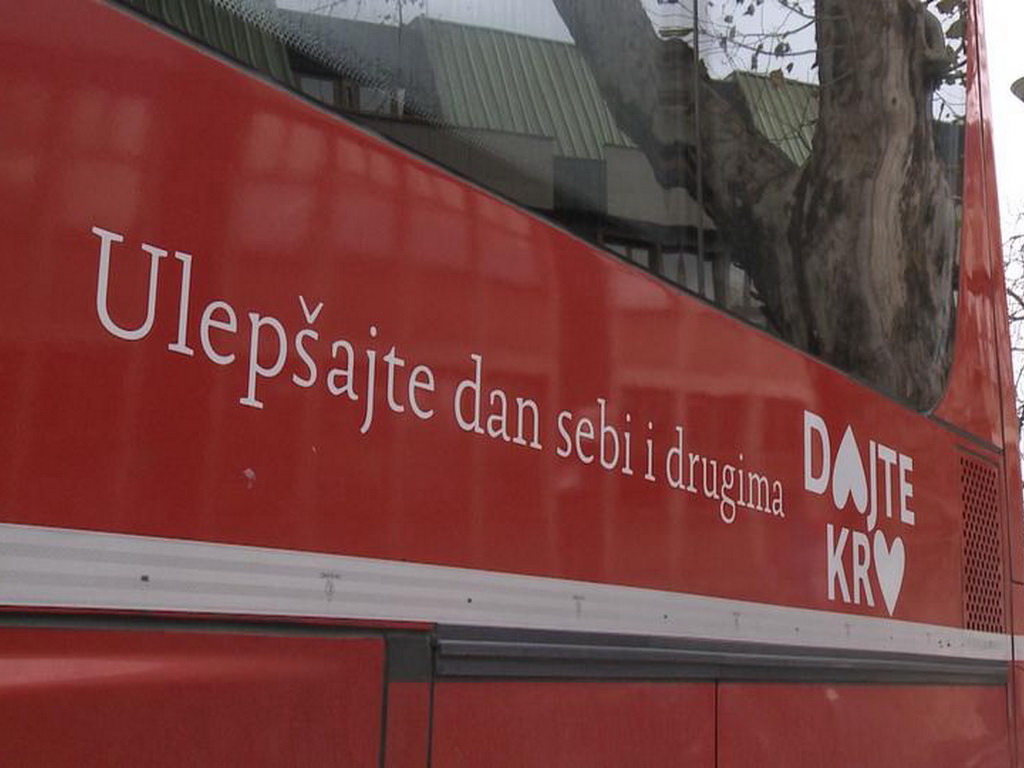 Ulepšajte dan sebi i drugima
DAJTE
KRV